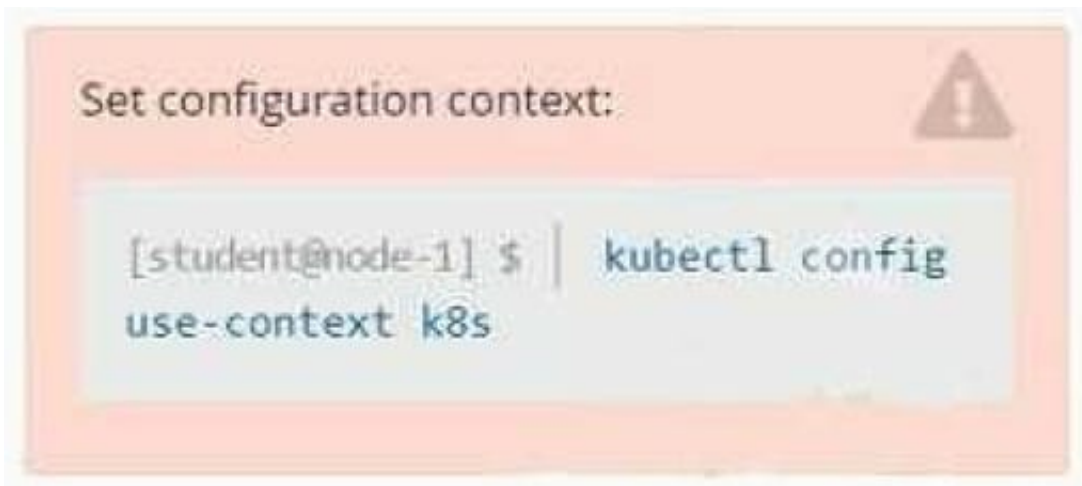 Set configuration context:
[student@node-1] $ | kubectl config
use-context k8s